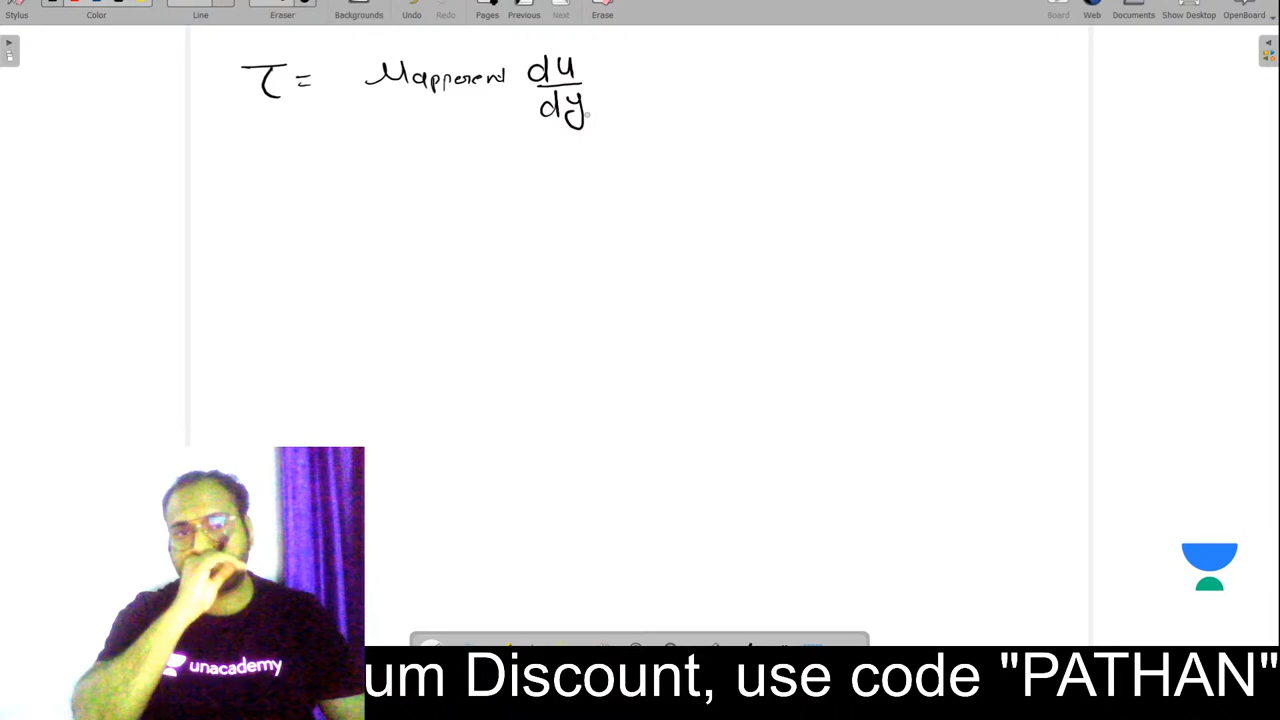 Stylus Color Line Eraser Backgrounds Undo Redo Pages Previous Next Erase Board Web Documents Show Desktop OpenBoard
τ = μapperent du/dy
unacademy
um Discount, use code "PATHAN"